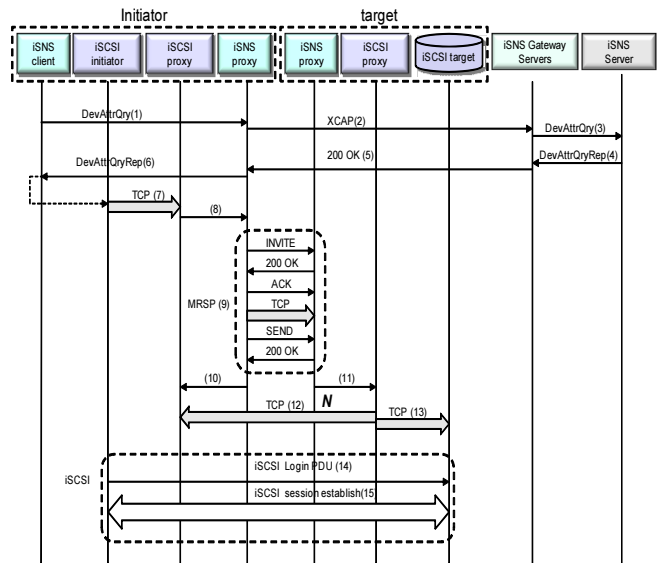 Initiator
target
iSNS client
iSCSI initiator
iSCSI proxy
iSNS proxy
iSNS proxy
iSCSI proxy
iSCSI target
iSNS Gateway Servers
iSNS Server
DevAttrQry(1)
XCAP(2)
DevAttrQry(3)
DevAttrQryRep(6)
200 OK (5)
DevAttrQryRep(4)
TCP (7)
(8)
INVITE
200 OK
ACK
MRSP (9)
TCP
SEND
200 OK
(10)
(11)
TCP (12)
N
TCP (13)
iSCSI
iSCSI Login PDU (14)
iSCSI session establish(15)